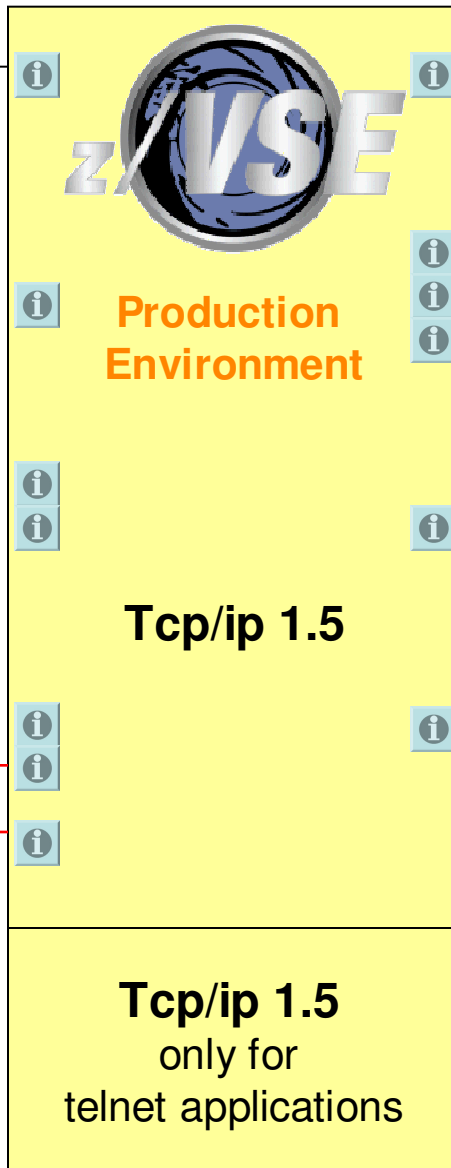 z/VSE
Production
Environment
Tcp/ip 1.5
Tcp/ip 1.5
only for
telnet applications